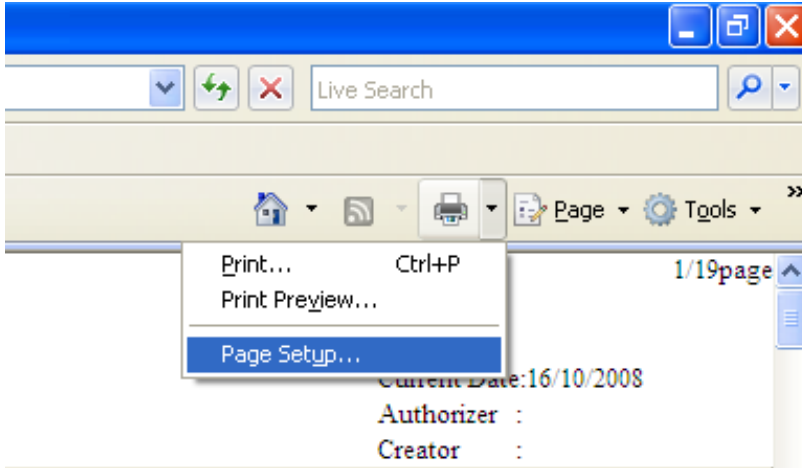 Live Search
Page Tools »
Print... Ctrl+P
1/19page
Print Preview...
Page Setup...
Current Date:16/10/2008
Authorizer :
Creator :